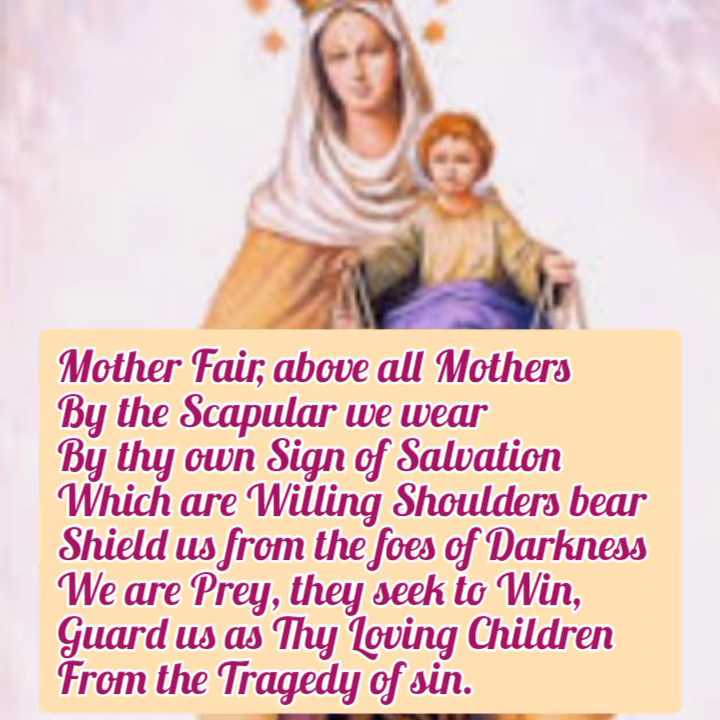 Mother Fair, above all Mothers
By the Scapular we wear
By thy own Sign of Salvation
Which are Willing Shoulders bear
Shield us from the foes of Darkness
We are Prey, they seek to Win,
Guard us as Thy Loving Children
From the Tragedy of sin.